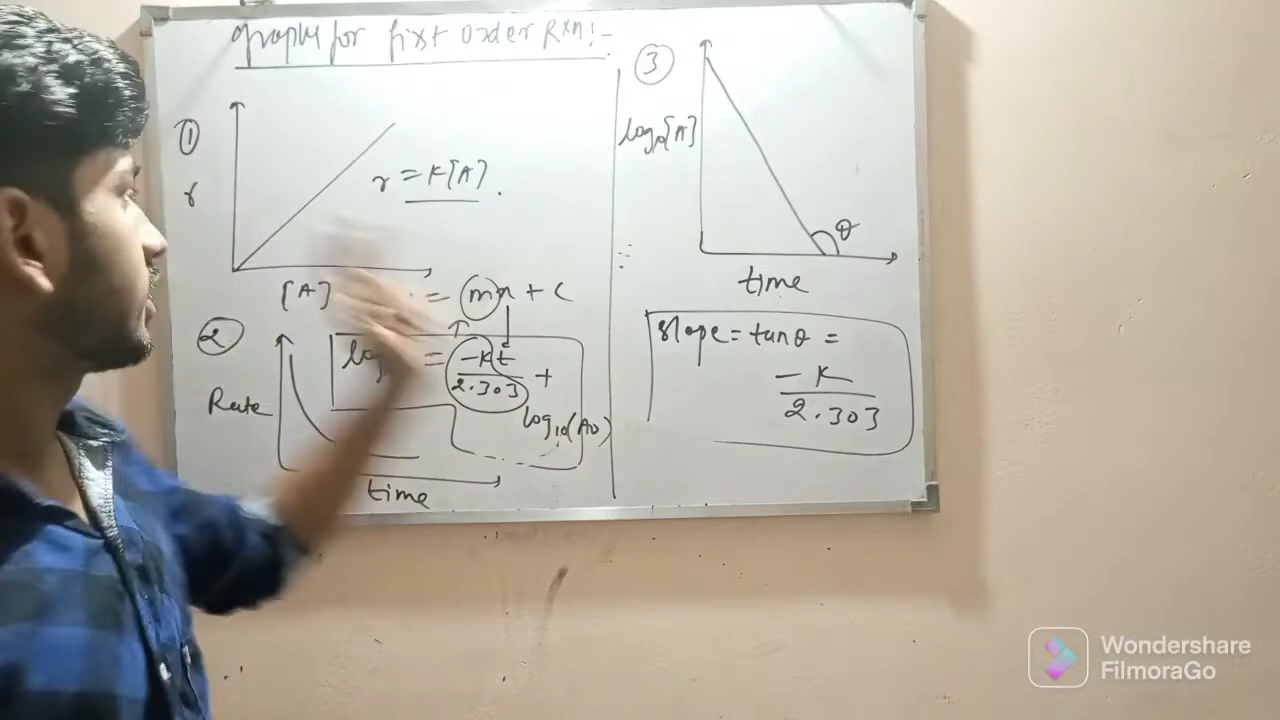 graphs for first order Rxn:-
①
r
r = K[A].
[A]
= mx + c
②
Rate
log = -Kt / 2.303 +
log₁₀(A₀)
time
③
log₁₀[A]
θ
time
slope = tanθ =
-K / 2.303
Wondershare
FilmoraGo